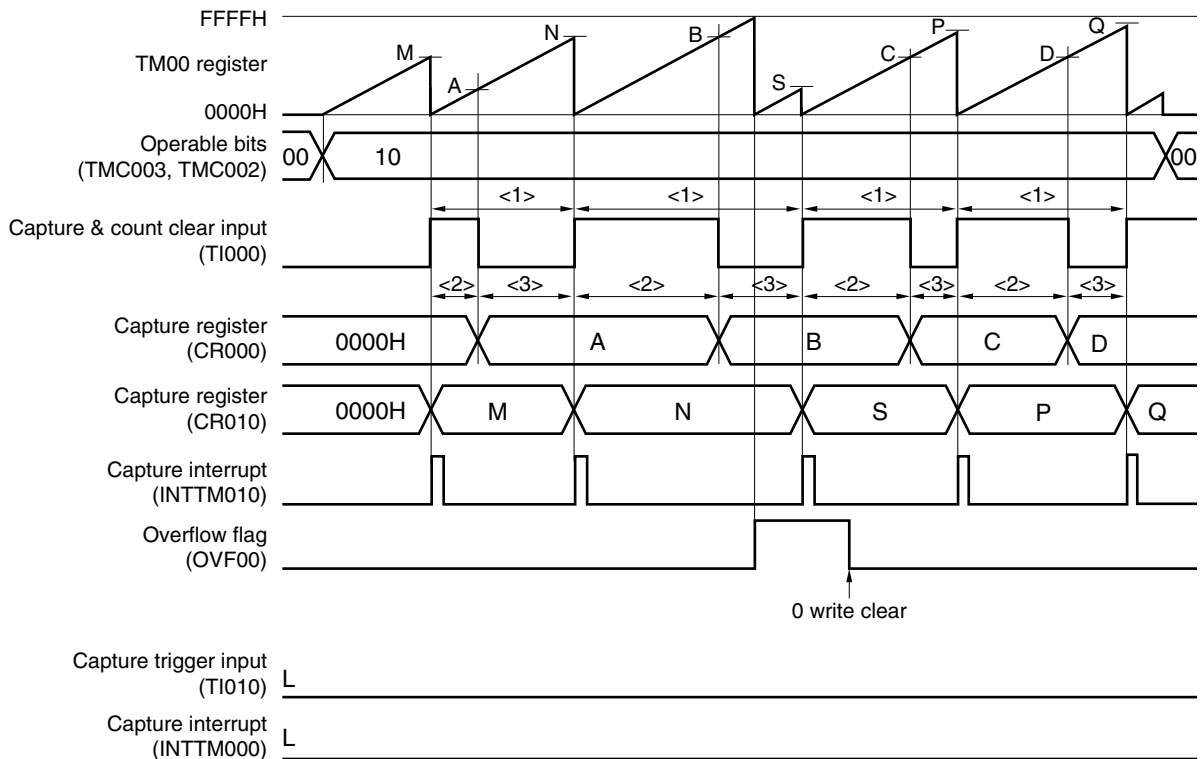 FFFFH
TM00 register
0000H
M
A
N
B
S
C
P
D
Q
Operable bits
(TMC003, TMC002)
00
10
00
<1> <1> <1> <1>
Capture & count clear input
(TI000)
<2> <3> <2> <3> <2> <3> <2> <3>
Capture register
(CR000)
0000H A B C D
Capture register
(CR010)
0000H M N S P Q
Capture interrupt
(INTTM010)
Overflow flag
(OVF00)
0 write clear
Capture trigger input
(TI010)
L
Capture interrupt
(INTTM000)
L